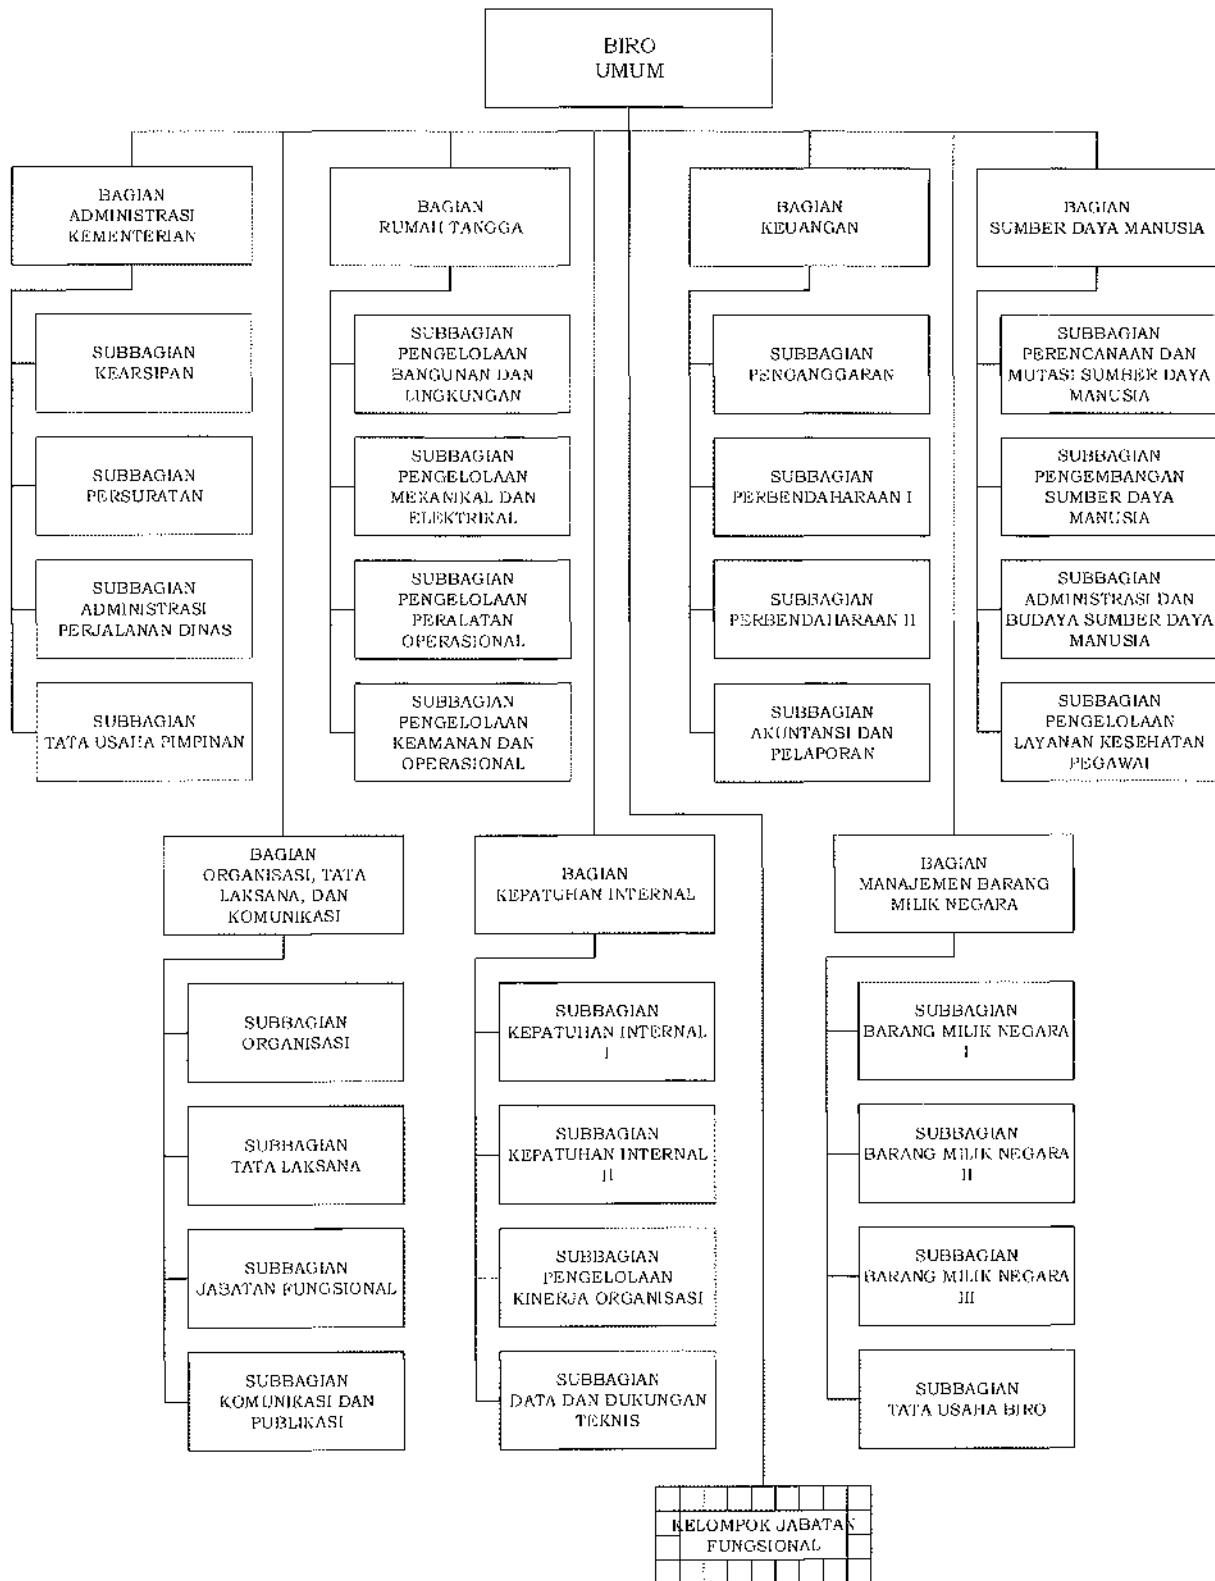 BIRO
UMUM
BAGIAN
ADMINISTRASI
KEMENTERIAN
BAGIAN
RUMAH TANGGA
BAGIAN
KEUANGAN
BAGIAN
SUMBER DAYA MANUSIA
SUBBAGIAN
KEARSIPAN
SUBBAGIAN
PENGELOLAAN
BANGUNAN DAN
LINGKUNGAN
SUBBAGIAN
PENGANGGARAN
SUBBAGIAN
PERENCANAAN DAN
MUTASI SUMBER DAYA
MANUSIA
SUBBAGIAN
PERSURATAN
SUBBAGIAN
PENGELOLAAN
MEKANIKAL DAN
ELEKTRIKAL
SUBBAGIAN
PERBENDAHARAAN I
SUBBAGIAN
PENGEMBANGAN
SUMBER DAYA
MANUSIA
SUBBAGIAN
ADMINISTRASI
PERJALANAN DINAS
SUBBAGIAN
PENGELOLAAN
PERALATAN
OPERASIONAL
SUBBAGIAN
PERBENDAHARAAN II
SUBBAGIAN
ADMINISTRASI DAN
BUDAYA SUMBER DAYA
MANUSIA
SUBBAGIAN
TATA USAHA PIMPINAN
SUBBAGIAN
PENGELOLAAN
KEAMANAN DAN
OPERASIONAL
SUBBAGIAN
AKUNTANSI DAN
PELAPORAN
SUBBAGIAN
PENGELOLAAN
LAYANAN KESEHATAN
PEGAWAI
BAGIAN
ORGANISASI, TATA
LAKSANA, DAN
KOMUNIKASI
BAGIAN
KEPATUHAN INTERNAL
BAGIAN
MANAJEMEN BARANG
MILIK NEGARA
SUBBAGIAN
ORGANISASI
SUBBAGIAN
KEPATUHAN INTERNAL
I
SUBBAGIAN
BARANG MILIK NEGARA
I
SUBBAGIAN
TATA LAKSANA
SUBBAGIAN
KEPATUHAN INTERNAL
II
SUBBAGIAN
BARANG MILIK NEGARA
II
SUBBAGIAN
JABATAN FUNGSIONAL
SUBBAGIAN
PENGELOLAAN
KINERJA ORGANISASI
SUBBAGIAN
BARANG MILIK NEGARA
III
SUBBAGIAN
KOMUNIKASI DAN
PUBLIKASI
SUBBAGIAN
DATA DAN DUKUNGAN
TEKNIS
SUBBAGIAN
TATA USAHA BIRO
KELOMPOK JABATAN
FUNGSIONAL